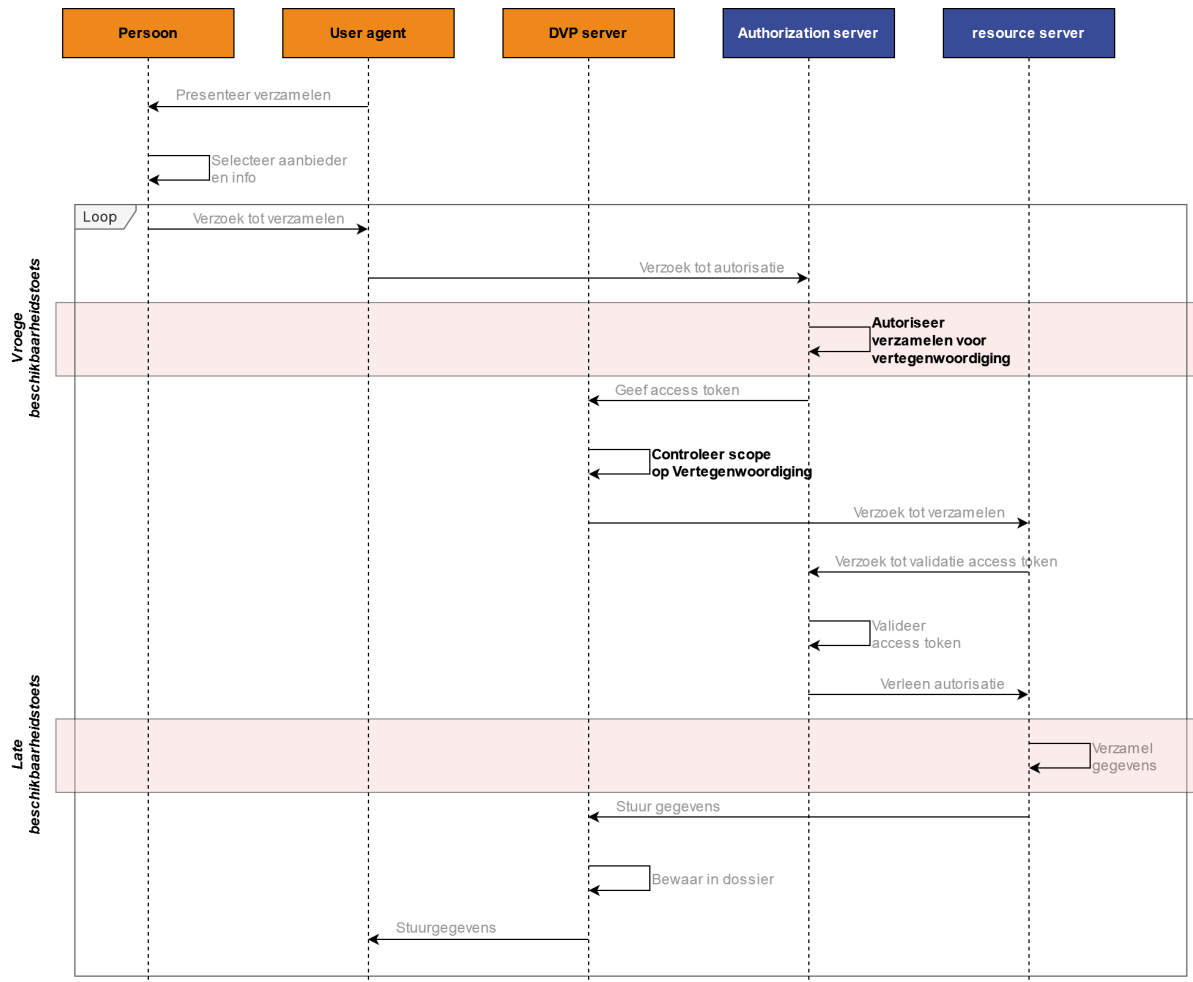 Persoon
User agent
DVP server
Authorization server
resource server
Presenteer verzamelen
Selecteer aanbieder
en info
Loop
Verzoek tot verzamelen
Verzoek tot autorisatie
Vroege
beschikbaarheidstoets
Autoriseer
verzamelen voor
vertegenwoordiging
Geef access token
Controleer scope
op Vertegenwoordiging
Verzoek tot verzamelen
Verzoek tot validatie access token
Valideer
access token
Verleen autorisatie
Late
beschikbaarheidstoets
Verzamel
gegevens
Stuur gegevens
Bewaar in dossier
Stuurgegevens